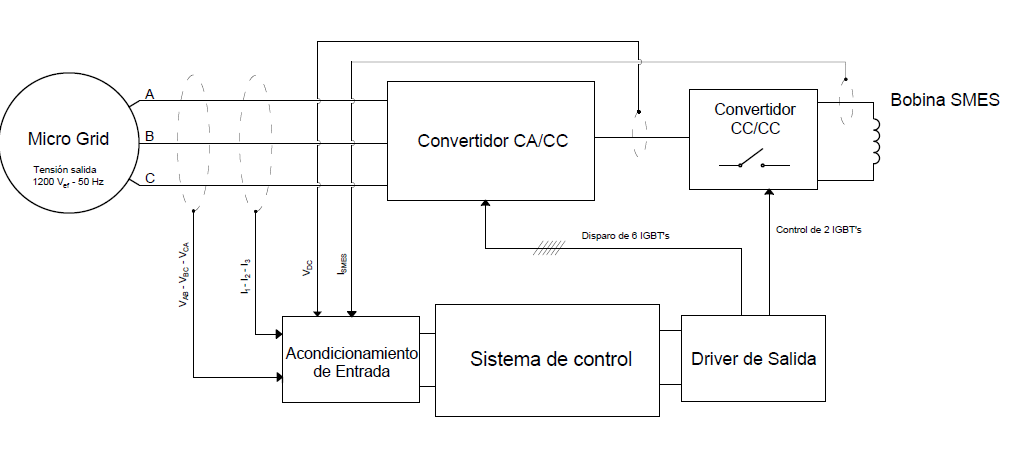 Micro Grid
Tensión salida
1200 Vef - 50 Hz
A
B
C
Convertidor CA/CC
Convertidor
CC/CC
Bobina SMES
VAB - VBC - VCA
I1 - I2 - I3
VDC
ISMES
Disparo de 6 IGBT's
Control de 2 IGBT's
Acondicionamiento
de Entrada
Sistema de control
Driver de Salida